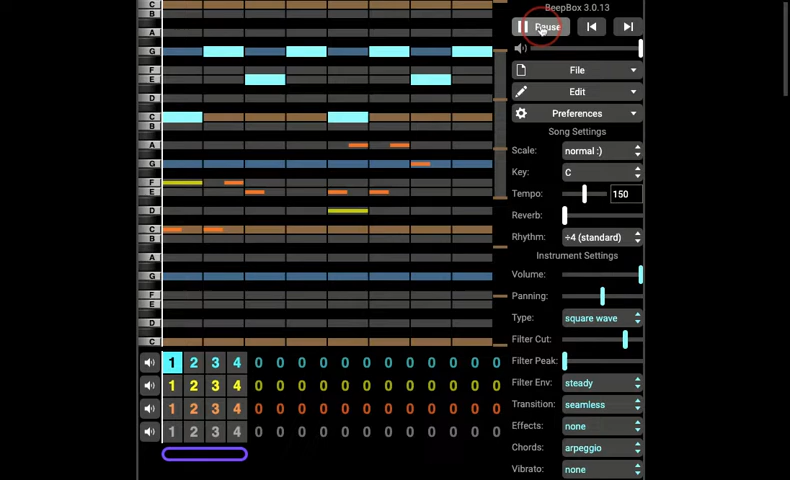 C
B
BeepBox 3.0.13
Pause
A
G
F
E
D
C
B
A
G
F
E
D
C
B
A
G
F
E
D
C
File
Edit
Preferences
Song Settings
Scale: normal :)
Key: C
Tempo: 150
Reverb:
Rhythm: ÷4 (standard)
Instrument Settings
Volume:
Panning:
Type: square wave
Filter Cut:
Filter Peak:
Filter Env: steady
Transition: seamless
Effects: none
Chords: arpeggio
Vibrato: none
1 2 3 4 0 0 0 0 0 0 0 0 0 0 0 0
1 2 3 4 0 0 0 0 0 0 0 0 0 0 0 0
1 2 3 4 0 0 0 0 0 0 0 0 0 0 0 0
1 2 3 4 0 0 0 0 0 0 0 0 0 0 0 0